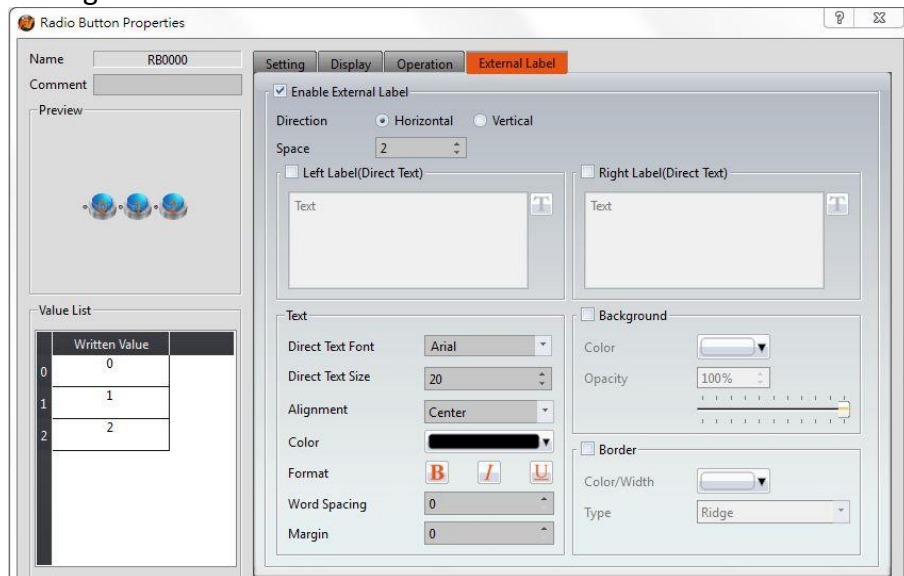 Radio Button Properties
Name RB0000
Comment
Preview
Value List
Written Value
0 0
1 1
2 2
Setting Display Operation External Label
Enable External Label
Direction Horizontal Vertical
Space 2
Left Label(Direct Text)
Text
Right Label(Direct Text)
Text
Text
Direct Text Font Arial
Direct Text Size 20
Alignment Center
Color
Format B I U
Word Spacing 0
Margin 0
Background
Color
Opacity 100%
Border
Color/Width
Type Ridge